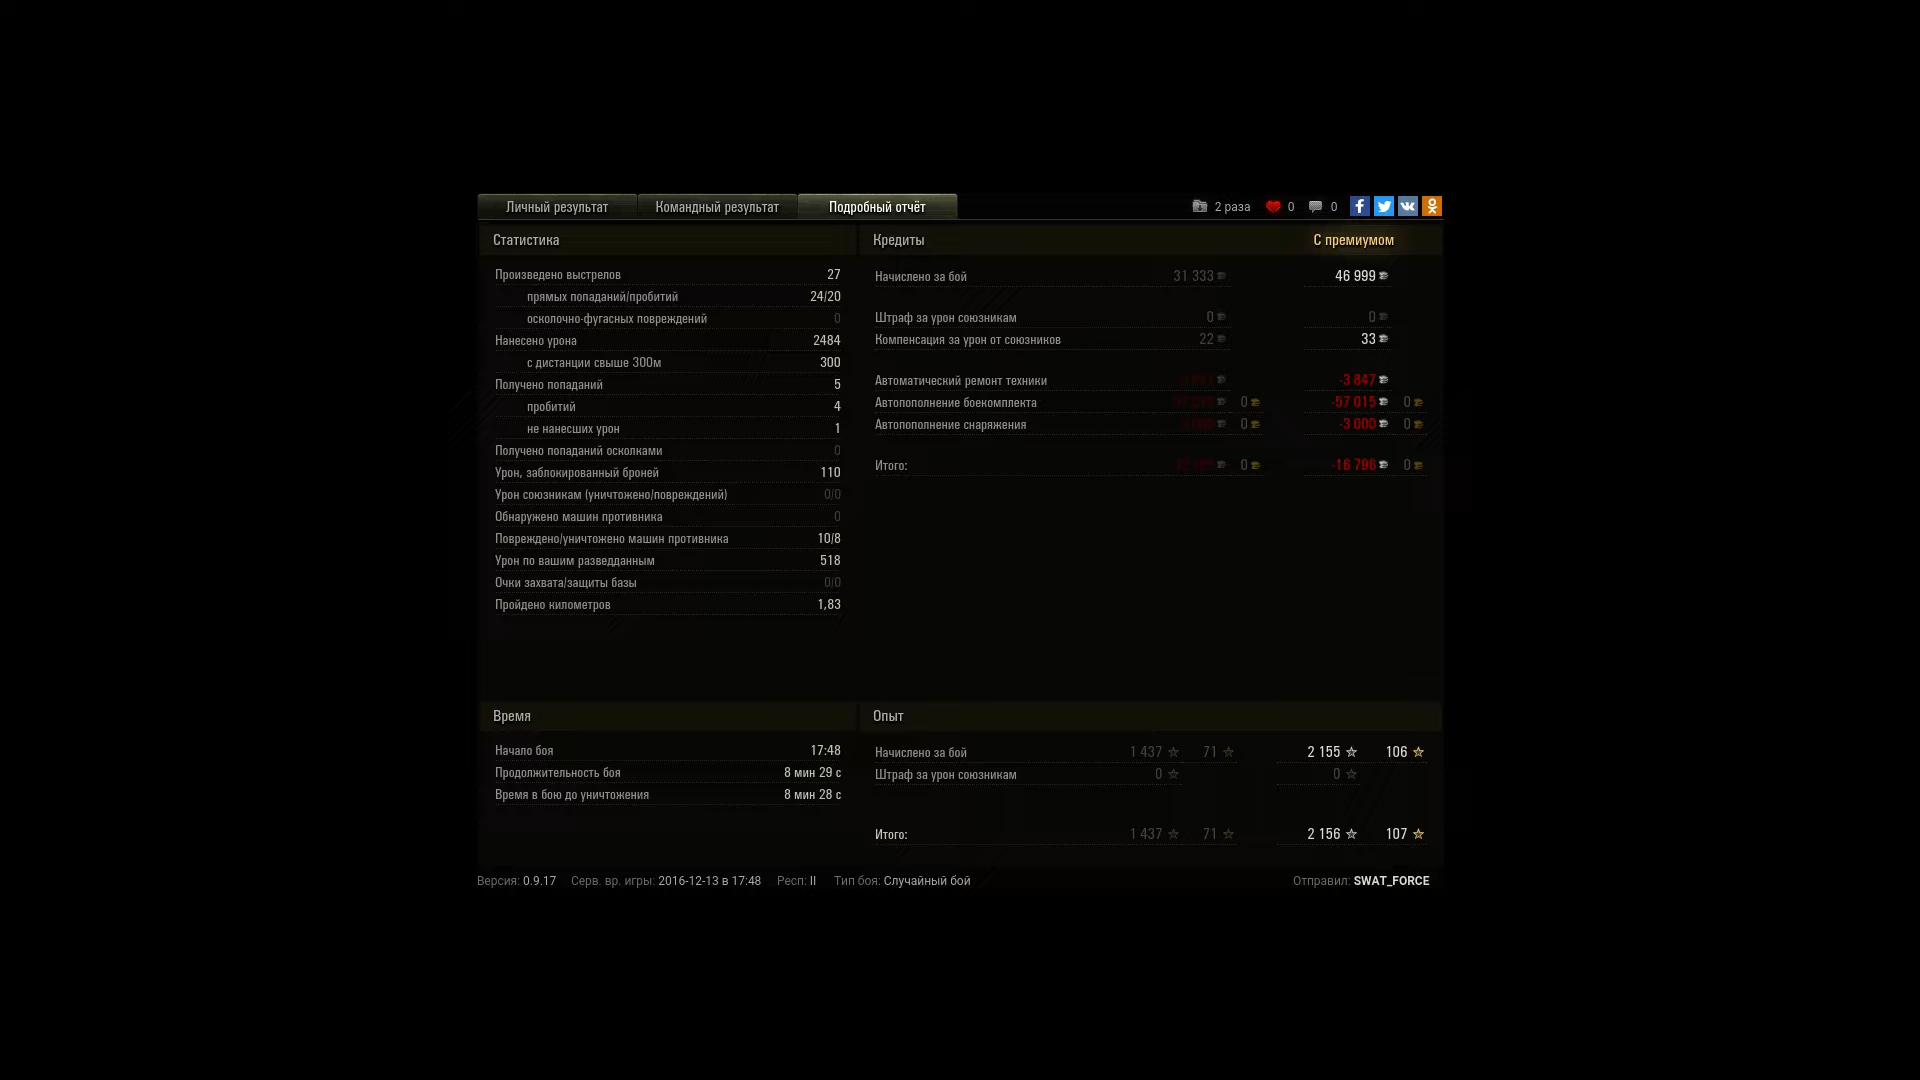 Личный результат Командный результат Подробный отчёт 2 раза 0 0
Статистика
Произведено выстрелов 27
прямых попаданий/пробитий 24/20
осколочно-фугасных повреждений 0
Нанесено урона 2484
с дистанции свыше 300м 300
Получено попаданий 5
пробитий 4
не нанесших урон 1
Получено попаданий осколками 0
Урон, заблокированный броней 110
Урон союзникам (уничтожено/повреждений) 0/0
Обнаружено машин противника 0
Повреждено/уничтожено машин противника 10/8
Урон по вашим разведданным 518
Очки захвата/защиты базы 0/0
Пройдено километров 1,83
Кредиты С премиумом
Начислено за бой 31 333 46 999
Штраф за урон союзникам 0 0
Компенсация за урон от союзников 22 33
Автоматический ремонт техники -3 847
Автопополнение боекомплекта 0 -57 015 0
Автопополнение снаряжения 0 -3 000 0
Итого: 0 -16 796 0
Время
Начало боя 17:48
Продолжительность боя 8 мин 29 с
Время в бою до уничтожения 8 мин 28 с
Опыт
Начислено за бой 1 437 71 2 155 106
Штраф за урон союзникам 0 0
Итого: 1 437 71 2 156 107
Версия: 0.9.17 Серв. вр. игры: 2016-12-13 в 17:48 Респ: II Тип боя: Случайный бой Отправил: SWAT_FORCE